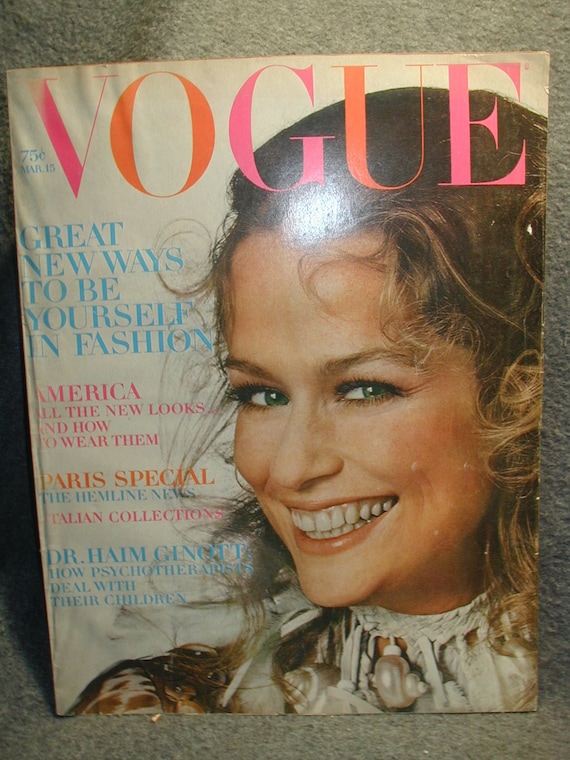 VOGUE
75¢
MAR.15
GREAT
NEW WAYS
TO BE
YOURSELF
IN FASHION
AMERICA
ALL THE NEW LOOKS...
AND HOW
TO WEAR THEM
PARIS SPECIAL
THE HEMLINE NEWS
ITALIAN COLLECTIONS
DR. HAIM GINOTT:
HOW PSYCHOTHERAPISTS
DEAL WITH
THEIR CHILDREN